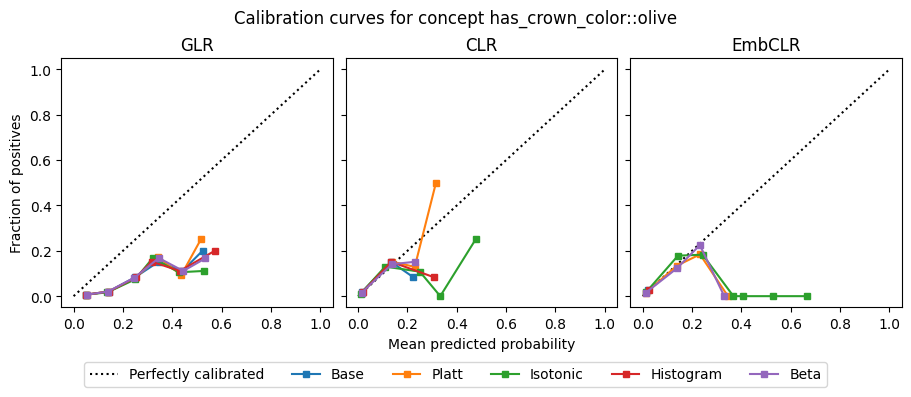 Calibration curves for concept has_crown_color::olive
GLR
CLR
EmbCLR
Fraction of positives
1.0
0.8
0.6
0.4
0.2
0.0
0.0 0.2 0.4 0.6 0.8 1.0
0.0 0.2 0.4 0.6 0.8 1.0
0.0 0.2 0.4 0.6 0.8 1.0
Mean predicted probability
Perfectly calibrated Base Platt Isotonic Histogram Beta